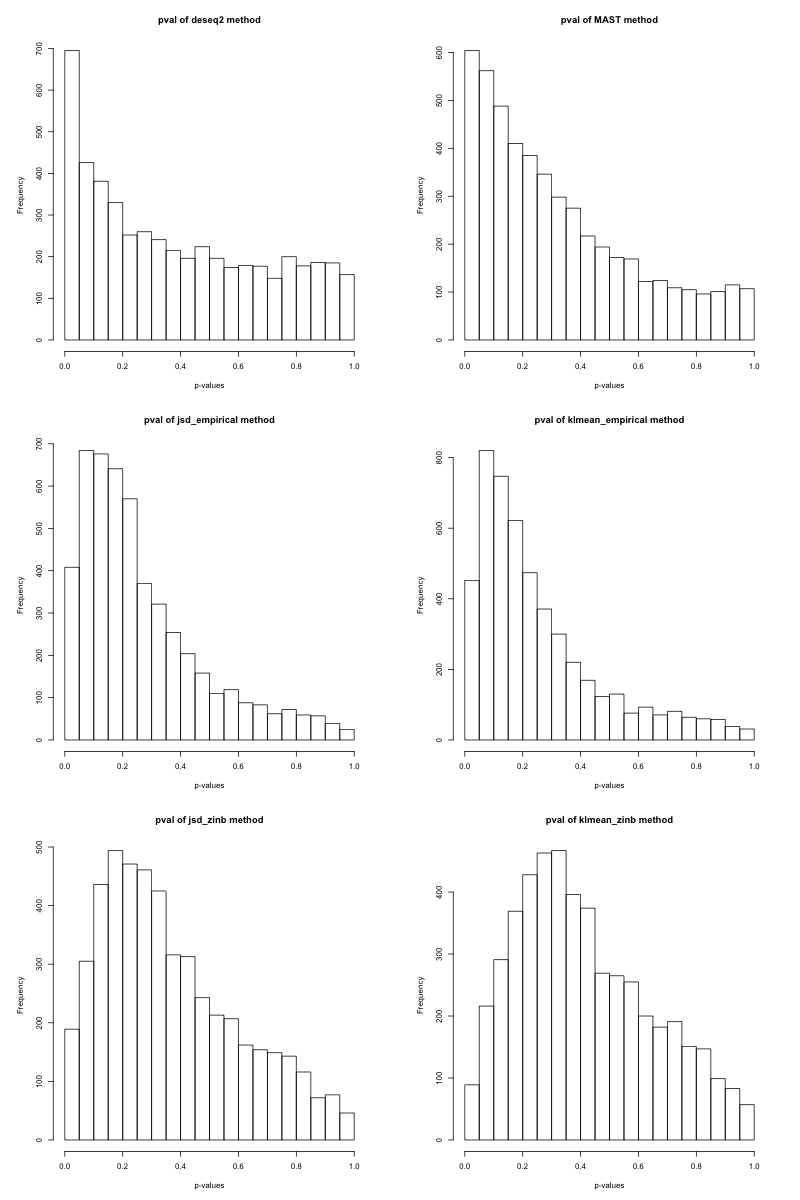 pval of deseq2 method
Frequency
0 100 200 300 400 500 600 700
0.0 0.2 0.4 0.6 0.8 1.0
p-values
pval of MAST method
Frequency
0 100 200 300 400 500 600
0.0 0.2 0.4 0.6 0.8 1.0
p-values
pval of jsd_empirical method
Frequency
0 100 200 300 400 500 600 700
0.0 0.2 0.4 0.6 0.8 1.0
p-values
pval of klmean_empirical method
Frequency
0 200 400 600 800
0.0 0.2 0.4 0.6 0.8 1.0
p-values
pval of jsd_zinb method
Frequency
0 100 200 300 400 500
0.0 0.2 0.4 0.6 0.8 1.0
p-values
pval of klmean_zinb method
Frequency
0 100 200 300 400
0.0 0.2 0.4 0.6 0.8 1.0
p-values